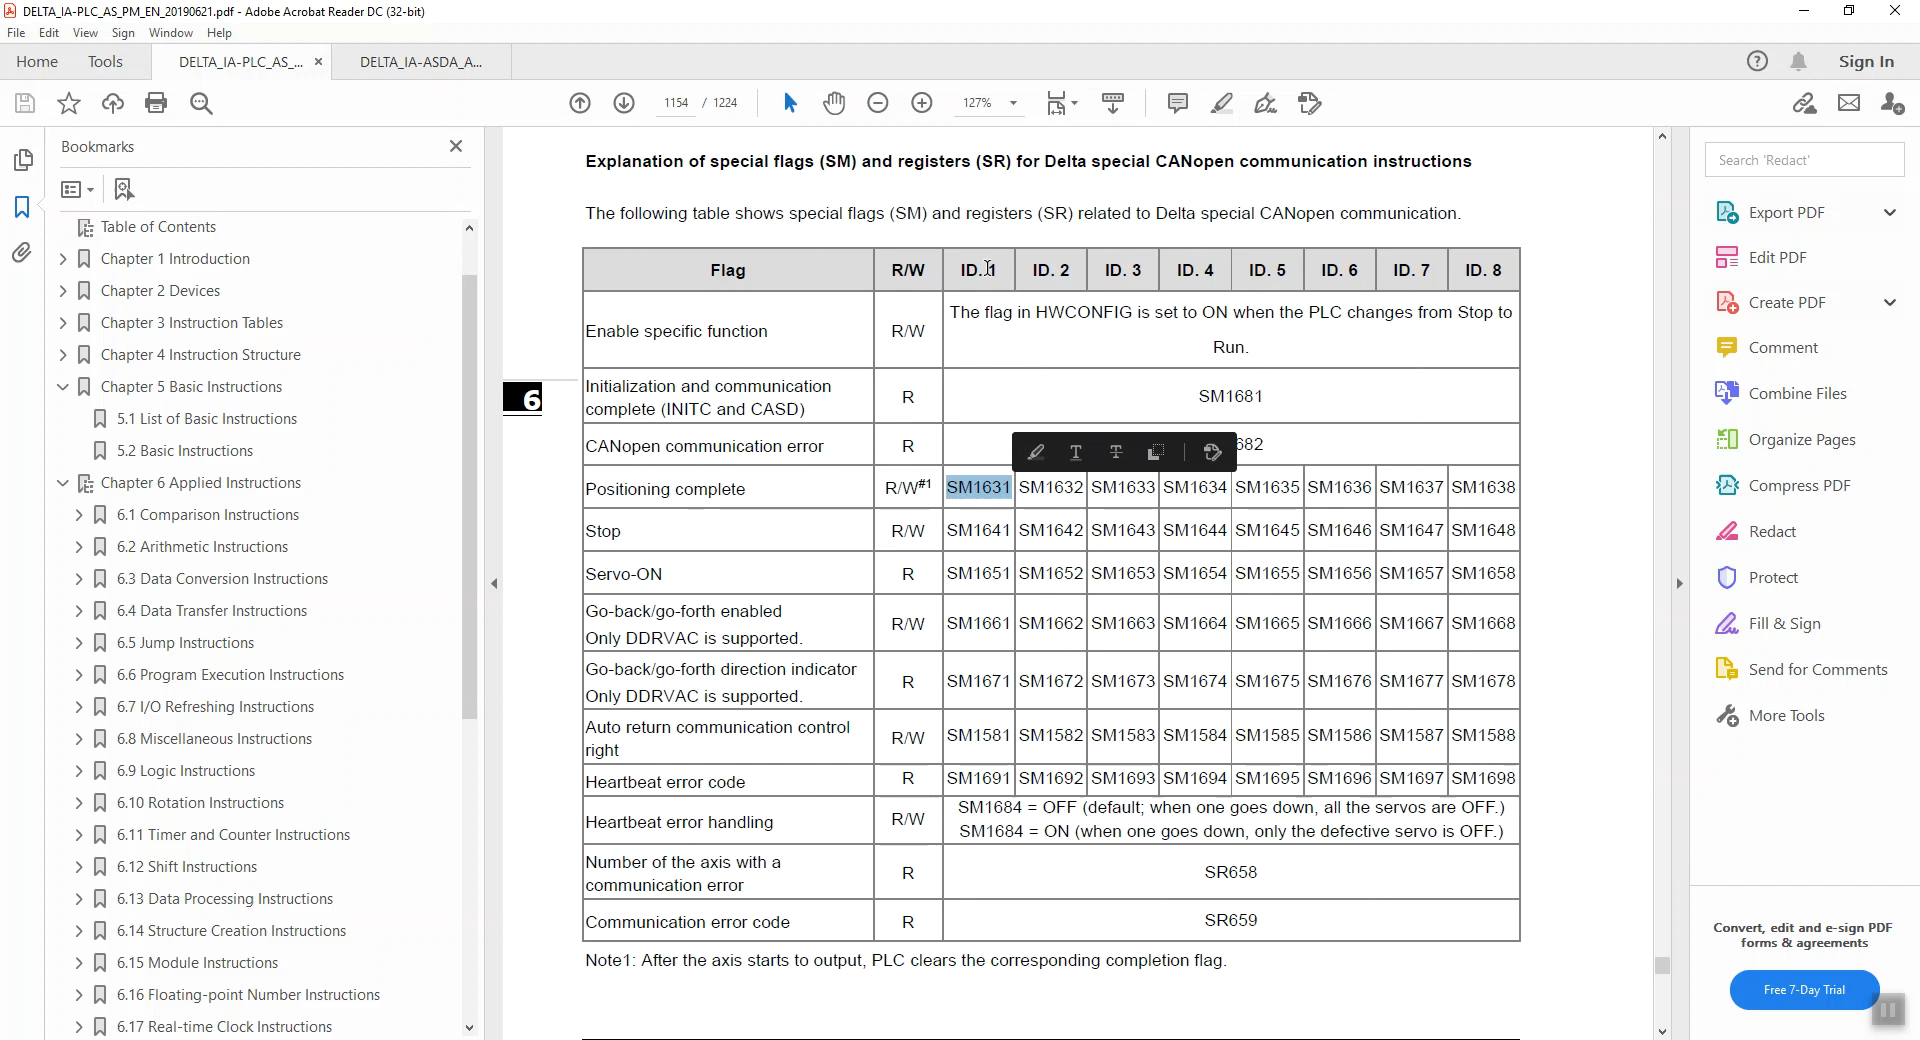 DELTA_IA-PLC_AS_PM_EN_20190621.pdf - Adobe Acrobat Reader DC (32-bit)
File Edit View Sign Window Help
Home Tools DELTA_IA-PLC_AS_... × DELTA_IA-ASDA_A... Sign In
1154 / 1224 127%
Bookmarks
Table of Contents
Chapter 1 Introduction
Chapter 2 Devices
Chapter 3 Instruction Tables
Chapter 4 Instruction Structure
Chapter 5 Basic Instructions
5.1 List of Basic Instructions
5.2 Basic Instructions
Chapter 6 Applied Instructions
6.1 Comparison Instructions
6.2 Arithmetic Instructions
6.3 Data Conversion Instructions
6.4 Data Transfer Instructions
6.5 Jump Instructions
6.6 Program Execution Instructions
6.7 I/O Refreshing Instructions
6.8 Miscellaneous Instructions
6.9 Logic Instructions
6.10 Rotation Instructions
6.11 Timer and Counter Instructions
6.12 Shift Instructions
6.13 Data Processing Instructions
6.14 Structure Creation Instructions
6.15 Module Instructions
6.16 Floating-point Number Instructions
6.17 Real-time Clock Instructions
6
Explanation of special flags (SM) and registers (SR) for Delta special CANopen communication instructions
The following table shows special flags (SM) and registers (SR) related to Delta special CANopen communication.
Flag R/W ID. 1 ID. 2 ID. 3 ID. 4 ID. 5 ID. 6 ID. 7 ID. 8
Enable specific function R/W The flag in HWCONFIG is set to ON when the PLC changes from Stop to
Run.
Initialization and communication
complete (INITC and CASD) R SM1681
CANopen communication error R 682
Positioning complete R/W#1 SM1631 SM1632 SM1633 SM1634 SM1635 SM1636 SM1637 SM1638
Stop R/W SM1641 SM1642 SM1643 SM1644 SM1645 SM1646 SM1647 SM1648
Servo-ON R SM1651 SM1652 SM1653 SM1654 SM1655 SM1656 SM1657 SM1658
Go-back/go-forth enabled
Only DDRVAC is supported. R/W SM1661 SM1662 SM1663 SM1664 SM1665 SM1666 SM1667 SM1668
Go-back/go-forth direction indicator
Only DDRVAC is supported. R SM1671 SM1672 SM1673 SM1674 SM1675 SM1676 SM1677 SM1678
Auto return communication control
right R/W SM1581 SM1582 SM1583 SM1584 SM1585 SM1586 SM1587 SM1588
Heartbeat error code R SM1691 SM1692 SM1693 SM1694 SM1695 SM1696 SM1697 SM1698
Heartbeat error handling R/W SM1684 = OFF (default; when one goes down, all the servos are OFF.)
SM1684 = ON (when one goes down, only the defective servo is OFF.)
Number of the axis with a
communication error R SR658
Communication error code R SR659
Note1: After the axis starts to output, PLC clears the corresponding completion flag.
Search 'Redact'
Export PDF
Edit PDF
Create PDF
Comment
Combine Files
Organize Pages
Compress PDF
Redact
Protect
Fill & Sign
Send for Comments
More Tools
Convert, edit and e-sign PDF
forms & agreements
Free 7-Day Trial